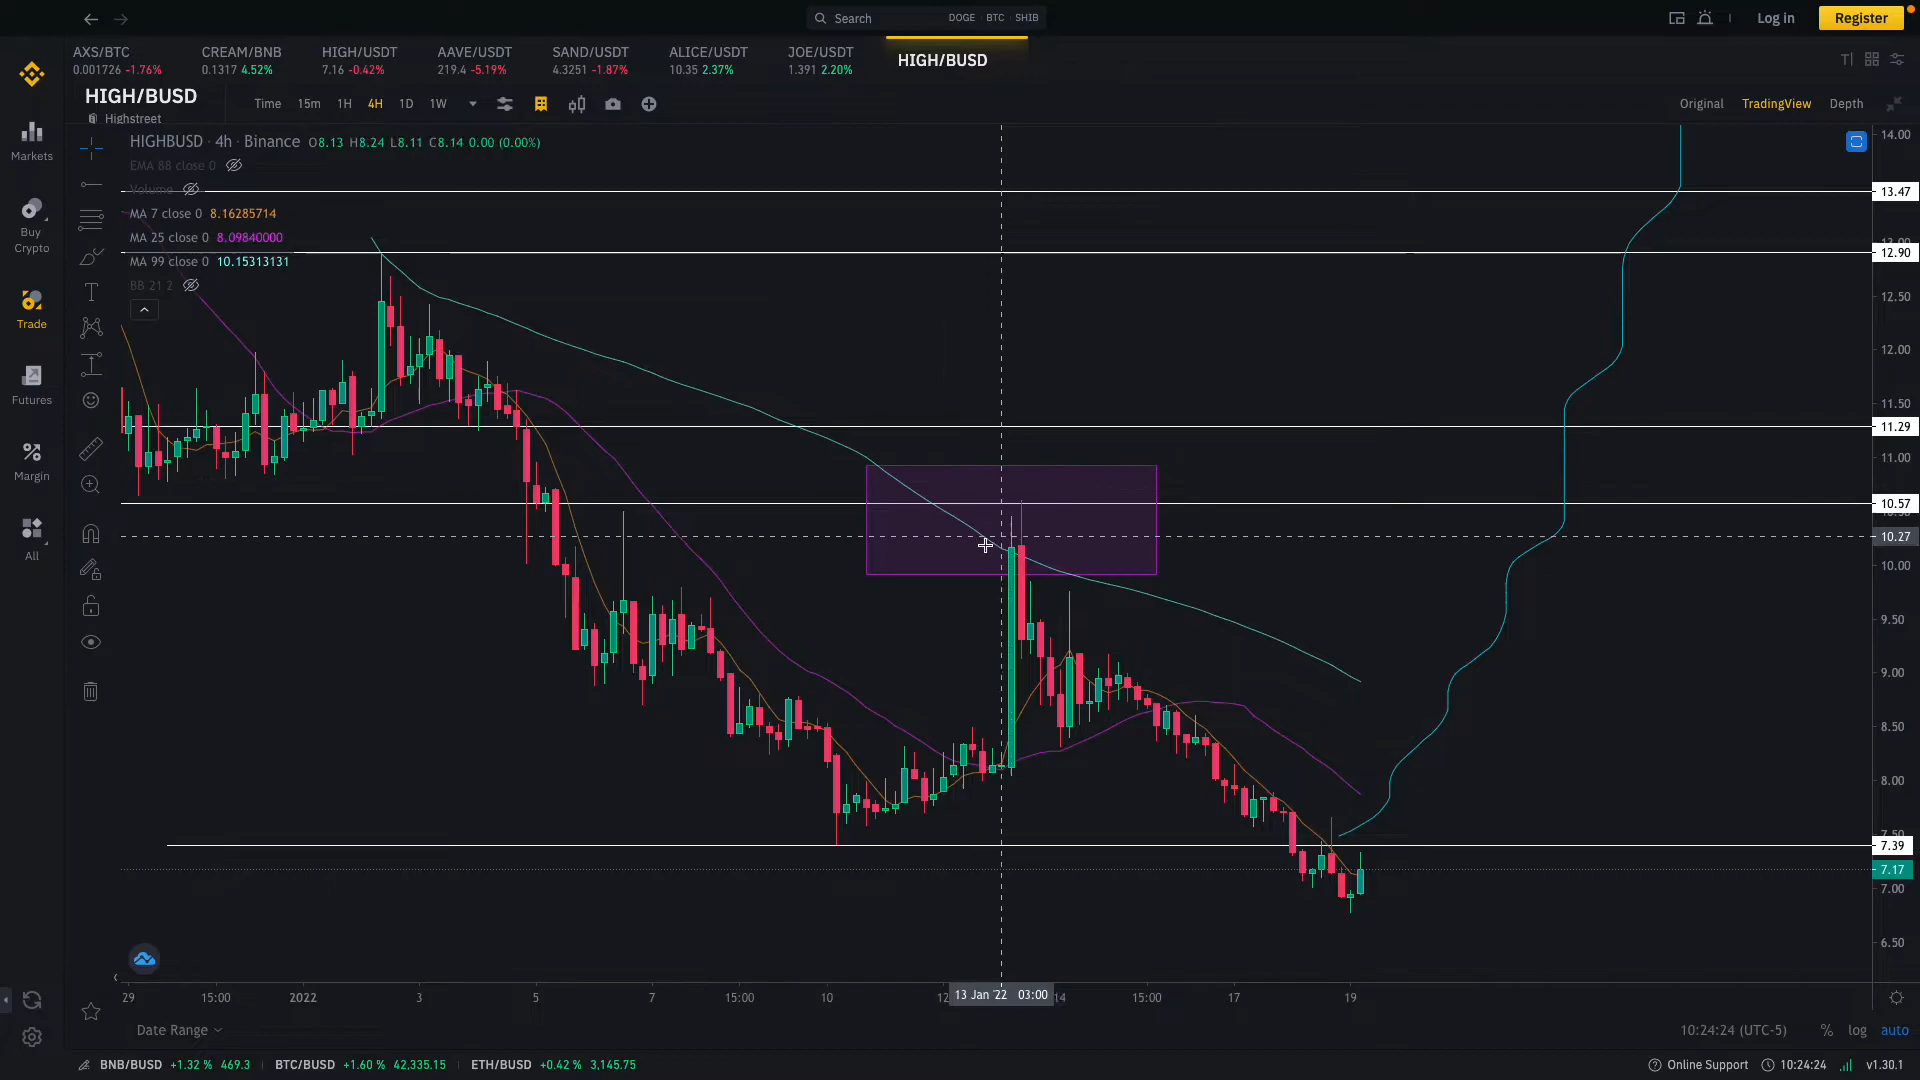 Search DOGE BTC SHIB
Log in Register
AXS/BTC CREAM/BNB HIGH/USDT AAVE/USDT SAND/USDT ALICE/USDT JOE/USDT HIGH/BUSD
0.001726 -1.76% 0.1317 4.52% 7.16 -0.42% 219.4 -5.19% 4.3251 -1.87% 10.35 2.37% 1.391 2.20%
HIGH/BUSD
Highstreet
Time 15m 1H 4H 1D 1W
Original TradingView Depth
Markets
Buy
Crypto
Trade
Futures
Margin
All
HIGHBUSD · 4h · Binance O8.13 H8.24 L8.11 C8.14 0.00 (0.00%)
EMA 88 close 0
Volume
MA 7 close 0 8.16285714
MA 25 close 0 8.09840000
MA 99 close 0 10.15313131
BB 21 2
14.00
13.47
13.00
12.90
12.50
12.00
11.50
11.29
11.00
10.57
10.27
10.00
9.50
9.00
8.50
8.00
7.50
7.39
7.17
7.00
6.50
29 15:00 2022 3 5 7 15:00 10 12 13 Jan '22 03:00 14 15:00 17 19
Date Range
10:24:24 (UTC-5) % log auto
BNB/BUSD +1.32 % 469.3 BTC/BUSD +1.60 % 42,335.15 ETH/BUSD +0.42 % 3,145.75
Online Support 10:24:24 v1.30.1